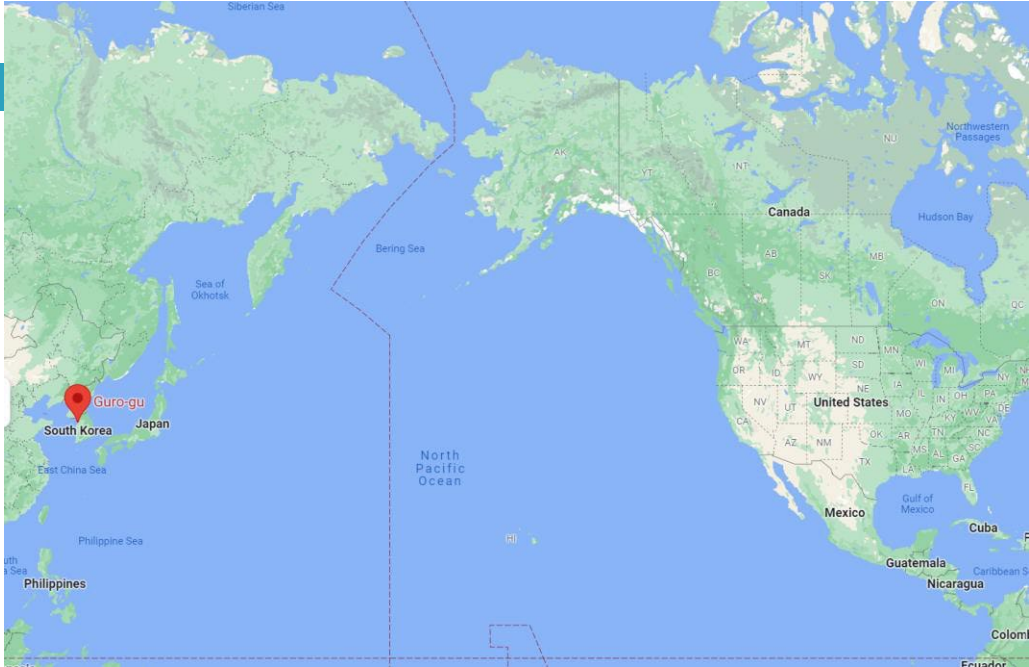 Siberian Sea
Northwestern
Passages
NU
AK
YT
NT
Canada
Hudson Bay
Bering Sea
Sea of
Okhotsk
BC
AB
SK
MB
ON
QC
WA
MT
ND
MN
OR
ID
WY
SD
WI
MI
NY
NH
NE
IA
IL
IN
OH
PA
NV
UT
United States
MO
KY
WV
VA
DE
CA
AZ
NM
OK
AR
TN
NC
MS
AL
SC
GA
TX
LA
FL
Guro-gu
South Korea
Japan
East China Sea
North
Pacific
Ocean
Gulf of
Mexico
Mexico
Cuba
HI
Philippine Sea
Guatemala
Caribbean S
Nicaragua
uth
a Sea
Philippines
Colom
Ecuador